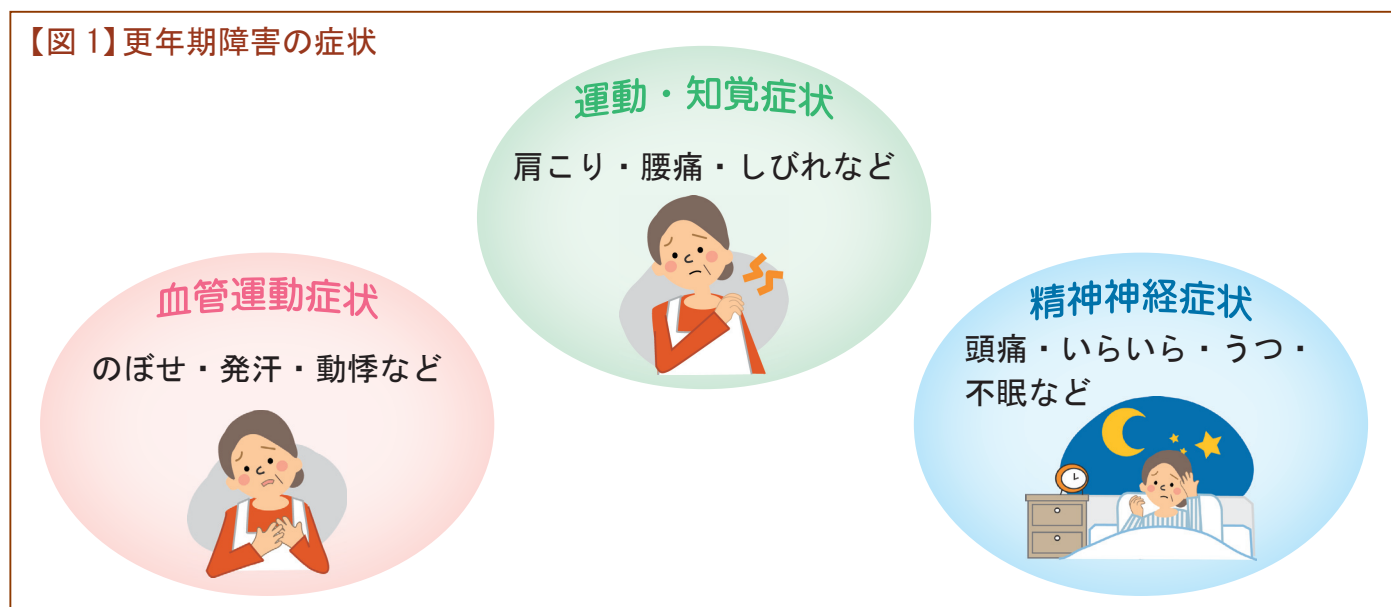 【図1】更年期障害の症状
運動・知覚症状
肩こり・腰痛・しびれなど
血管運動症状
のぼせ・発汗・動悸など
精神神経症状
頭痛・いらいら・うつ・
不眠など